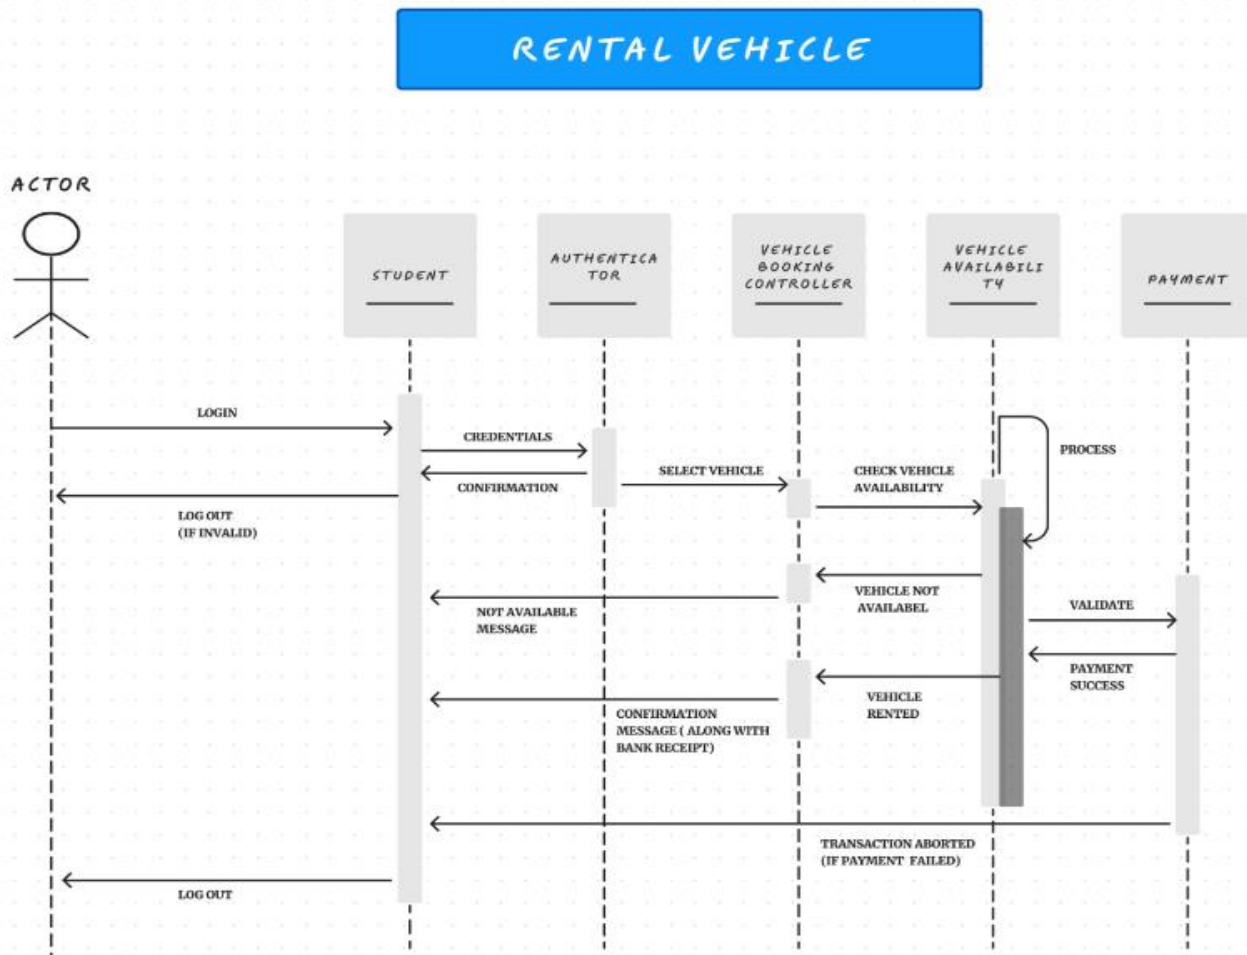 RENTAL VEHICLE
ACTOR
STUDENT
AUTHENTICA
TOR
VEHICLE
BOOKING
CONTROLLER
VEHICLE
AVAILABILI
TY
PAYMENT
LOGIN
CREDENTIALS
CONFIRMATION
SELECT VEHICLE
CHECK VEHICLE
AVAILABILITY
PROCESS
LOG OUT
(IF INVALID)
VEHICLE NOT
AVAILABEL
NOT AVAILABLE
MESSAGE
VALIDATE
PAYMENT
SUCCESS
VEHICLE
RENTED
CONFIRMATION
MESSAGE ( ALONG WITH
BANK RECEIPT)
TRANSACTION ABORTED
(IF PAYMENT FAILED)
LOG OUT